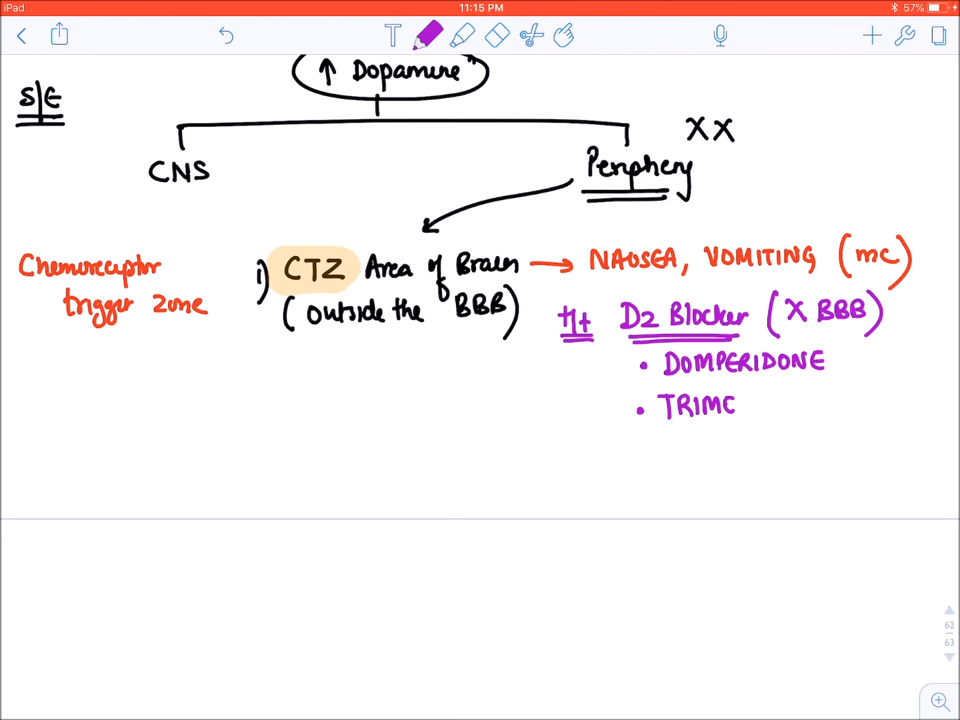 iPad
11:15 PM
57%
T
↑ Dopamine
S|E
CNS
Periphery
XX
Chemoreceptor
trigger zone
i) CTZ Area of Brain → NAUSEA, VOMITING (mc)
(outside the BBB)
D2 Blocker (X BBB)
• DOMPERIDONE
• TRIMC
62
63